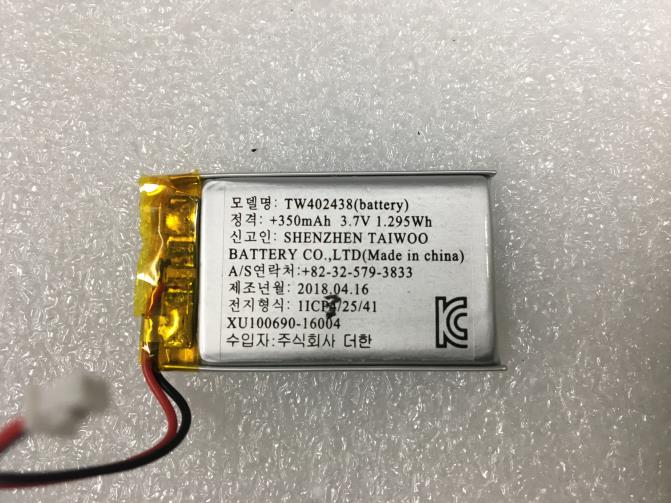 모델명: TW402438(battery)
정격: +350mAh 3.7V 1.295Wh
신고인: SHENZHEN TAIWOO
BATTERY CO.,LTD(Made in china)
A/S연락처:+82-32-579-3833
제조년월: 2018.04.16
전지형식: 1ICP4/25/41
XU100690-16004
수입자:주식회사 더한
KC